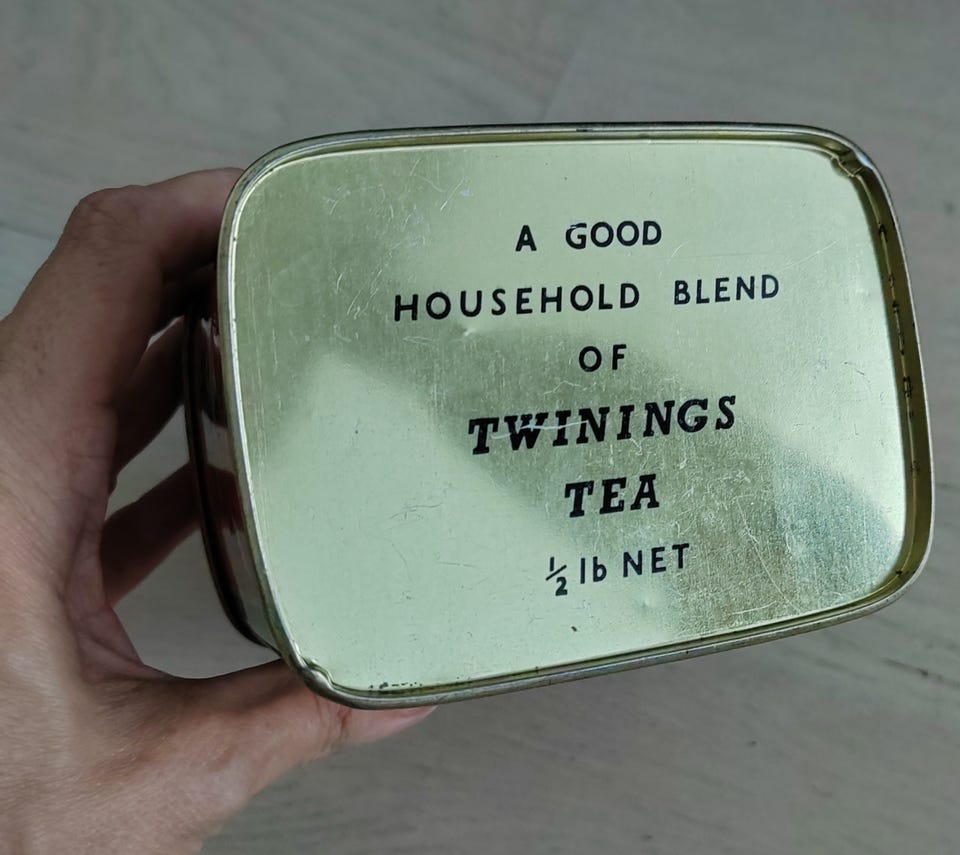 A GOOD
HOUSEHOLD BLEND
OF
TWININGS
TEA
½ lb NET